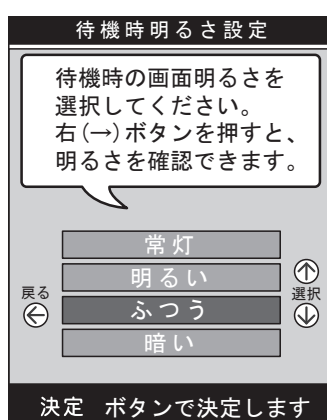 待機時明るさ設定
待機時の画面明るさを
選択してください。
右(→)ボタンを押すと、
明るさを確認できます。
常灯
明るい
ふつう
暗い
戻る
←
↑
選択
↓
決定 ボタンで決定します